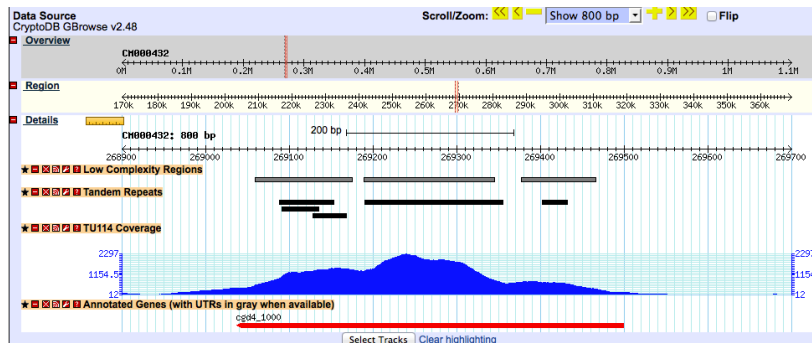 Data Source
CryptoDB GBrowse v2.48
Scroll/Zoom: Show 800 bp Flip
Overview
CM000432
0M 0.1M 0.2M 0.3M 0.4M 0.5M 0.6M 0.7M 0.8M 0.9M 1M 1.1M
Region
170k 180k 190k 200k 210k 220k 230k 240k 250k 260k 270k 280k 290k 300k 310k 320k 330k 340k 350k 360k
Details
CM000432: 800 bp
200 bp
268900 269000 269100 269200 269300 269400 269500 269600 269700
Low Complexity Regions
Tandem Repeats
TU114 Coverage
2297 2297
1154.5 1154.5
12 12
Annotated Genes (with UTRs in gray when available)
cgd4_1000
Select Tracks Clear highlighting